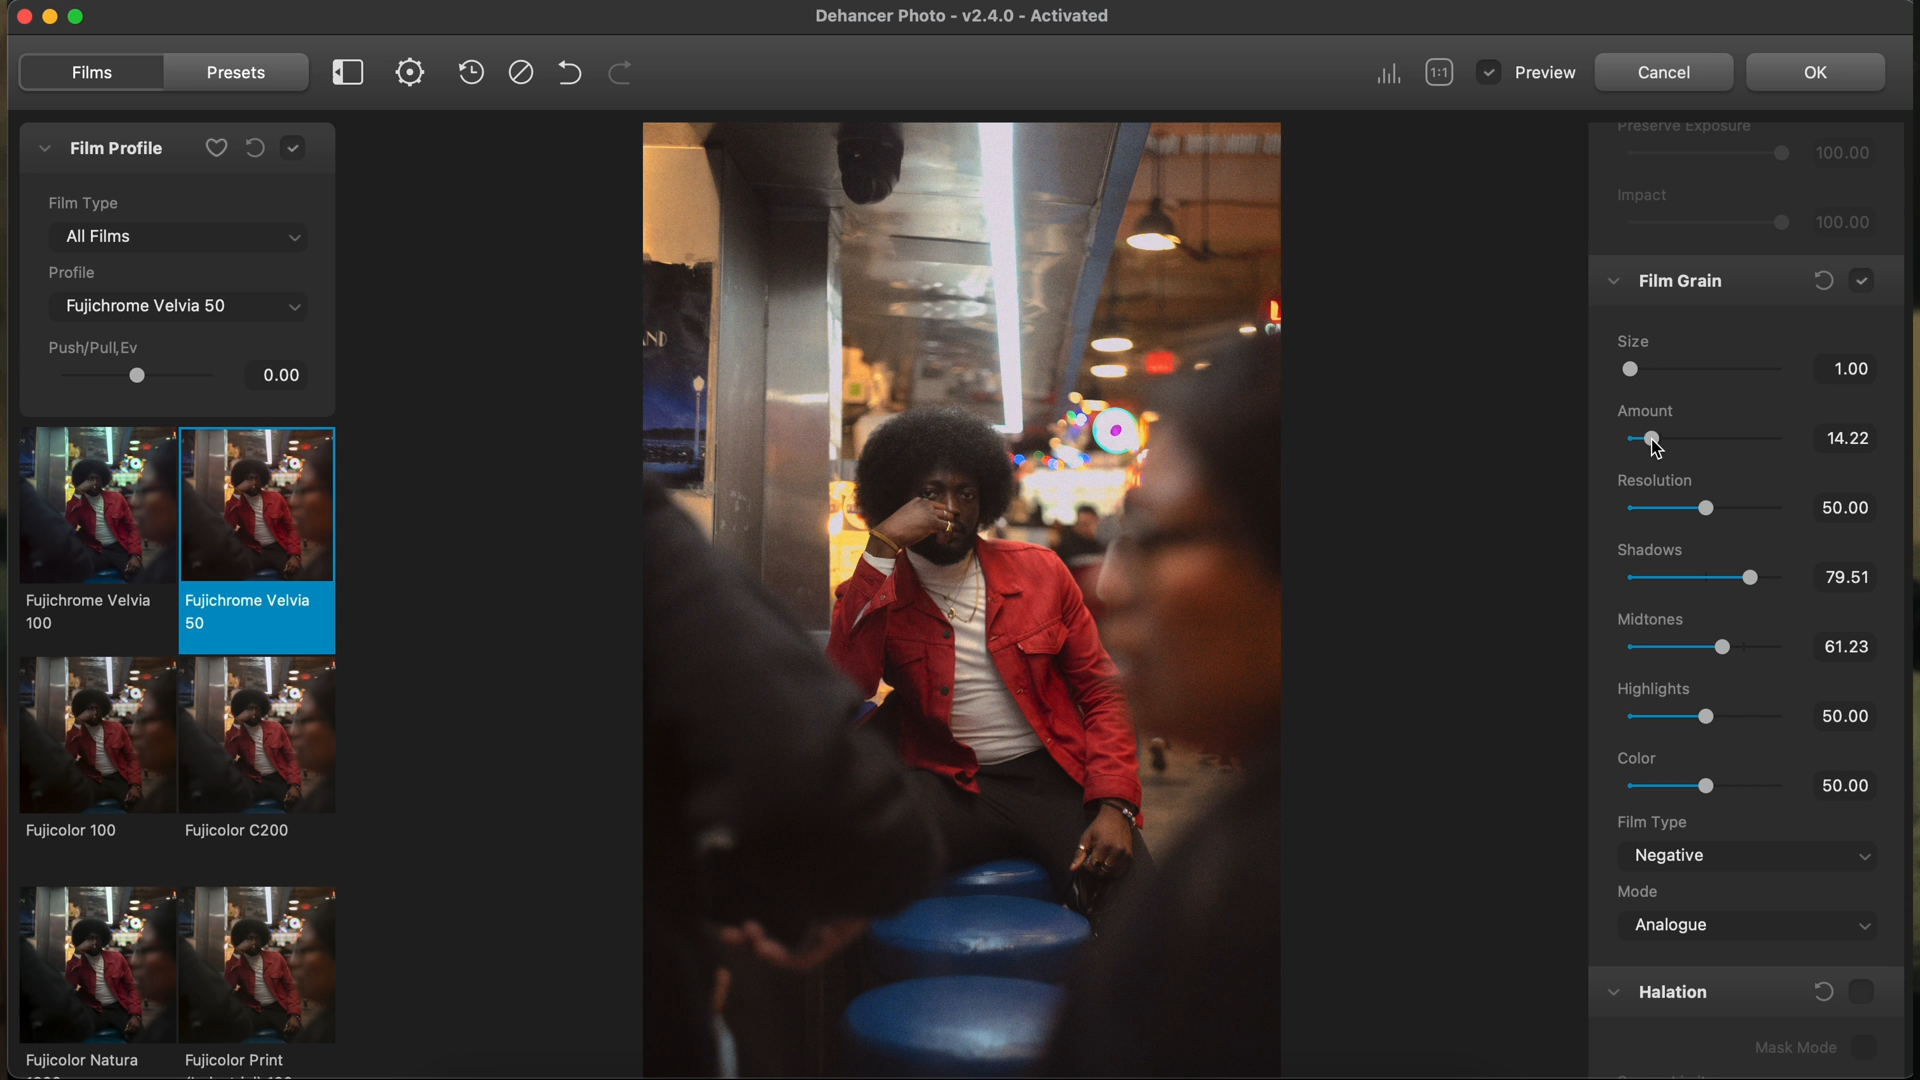 Dehancer Photo - v2.4.0 - Activated
Films
Presets
1:1
Preview
Cancel
OK
Film Profile
Film Type
All Films
Profile
Fujichrome Velvia 50
Push/Pull,Ev
0.00
Fujichrome Velvia
100
Fujichrome Velvia
50
Fujicolor 100
Fujicolor C200
Fujicolor Natura
Fujicolor Print
ND
Preserve Exposure
100.00
Impact
100.00
Film Grain
Size
1.00
Amount
14.22
Resolution
50.00
Shadows
79.51
Midtones
61.23
Highlights
50.00
Color
50.00
Film Type
Negative
Mode
Analogue
Halation
Mask Mode